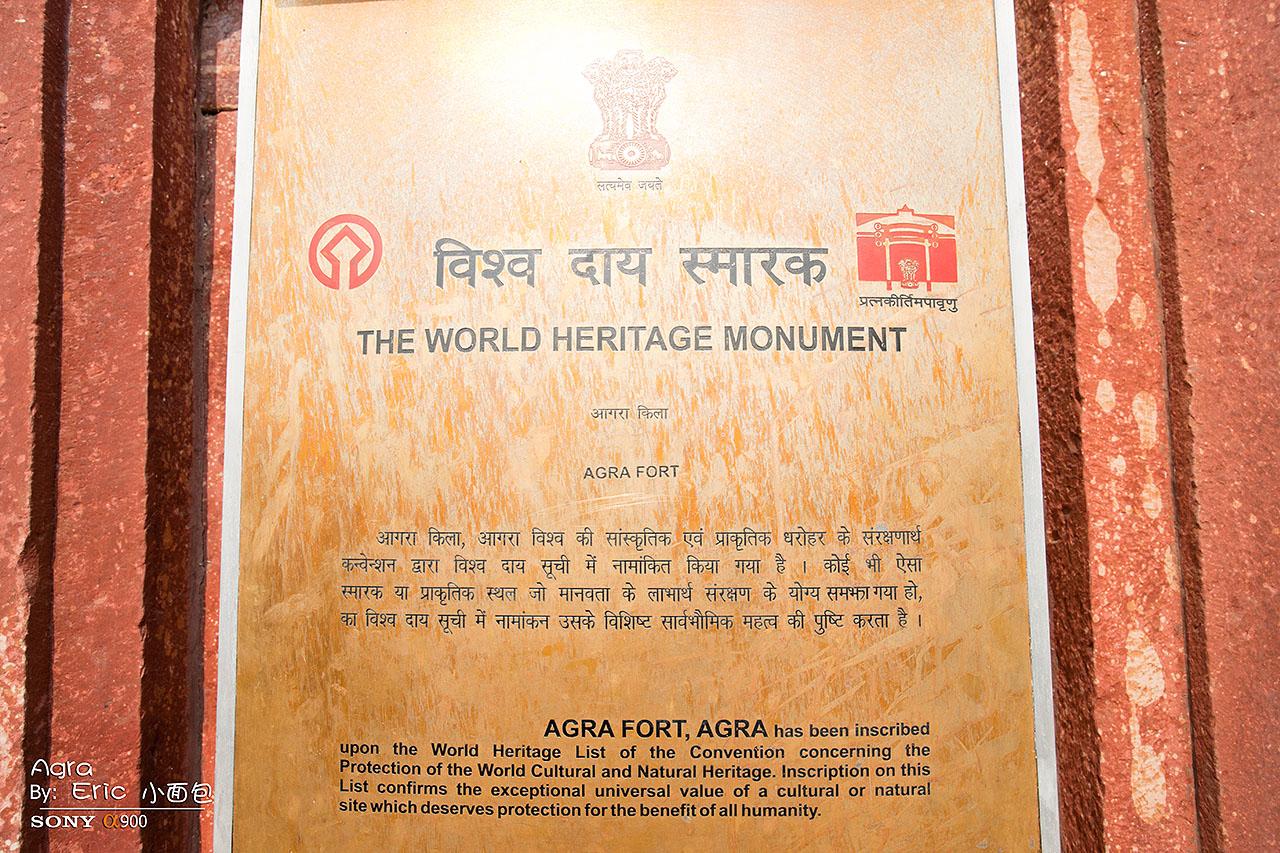 सत्यमेव जयते
विश्व दाय स्मारक
प्रत्नकीर्तिमपावृणु
THE WORLD HERITAGE MONUMENT
आगरा किला
AGRA FORT
आगरा किला, आगरा विश्व की सांस्कृतिक एवं प्राकृतिक धरोहर के संरक्षणार्थ
कन्वेन्शन द्वारा विश्व दाय सूची में नामांकित किया गया है । कोई भी ऐसा
स्मारक या प्राकृतिक स्थल जो मानवता के लाभार्थ संरक्षण के योग्य समझा गया हो,
का विश्व दाय सूची में नामांकन उसके विशिष्ट सार्वभौमिक महत्व की पुष्टि करता है ।
AGRA FORT, AGRA has been inscribed
upon the World Heritage List of the Convention concerning the
Protection of the World Cultural and Natural Heritage. Inscription on this
List confirms the exceptional universal value of a cultural or natural
site which deserves protection for the benefit of all humanity.
Agra
By: Eric 小面包
SONY α900